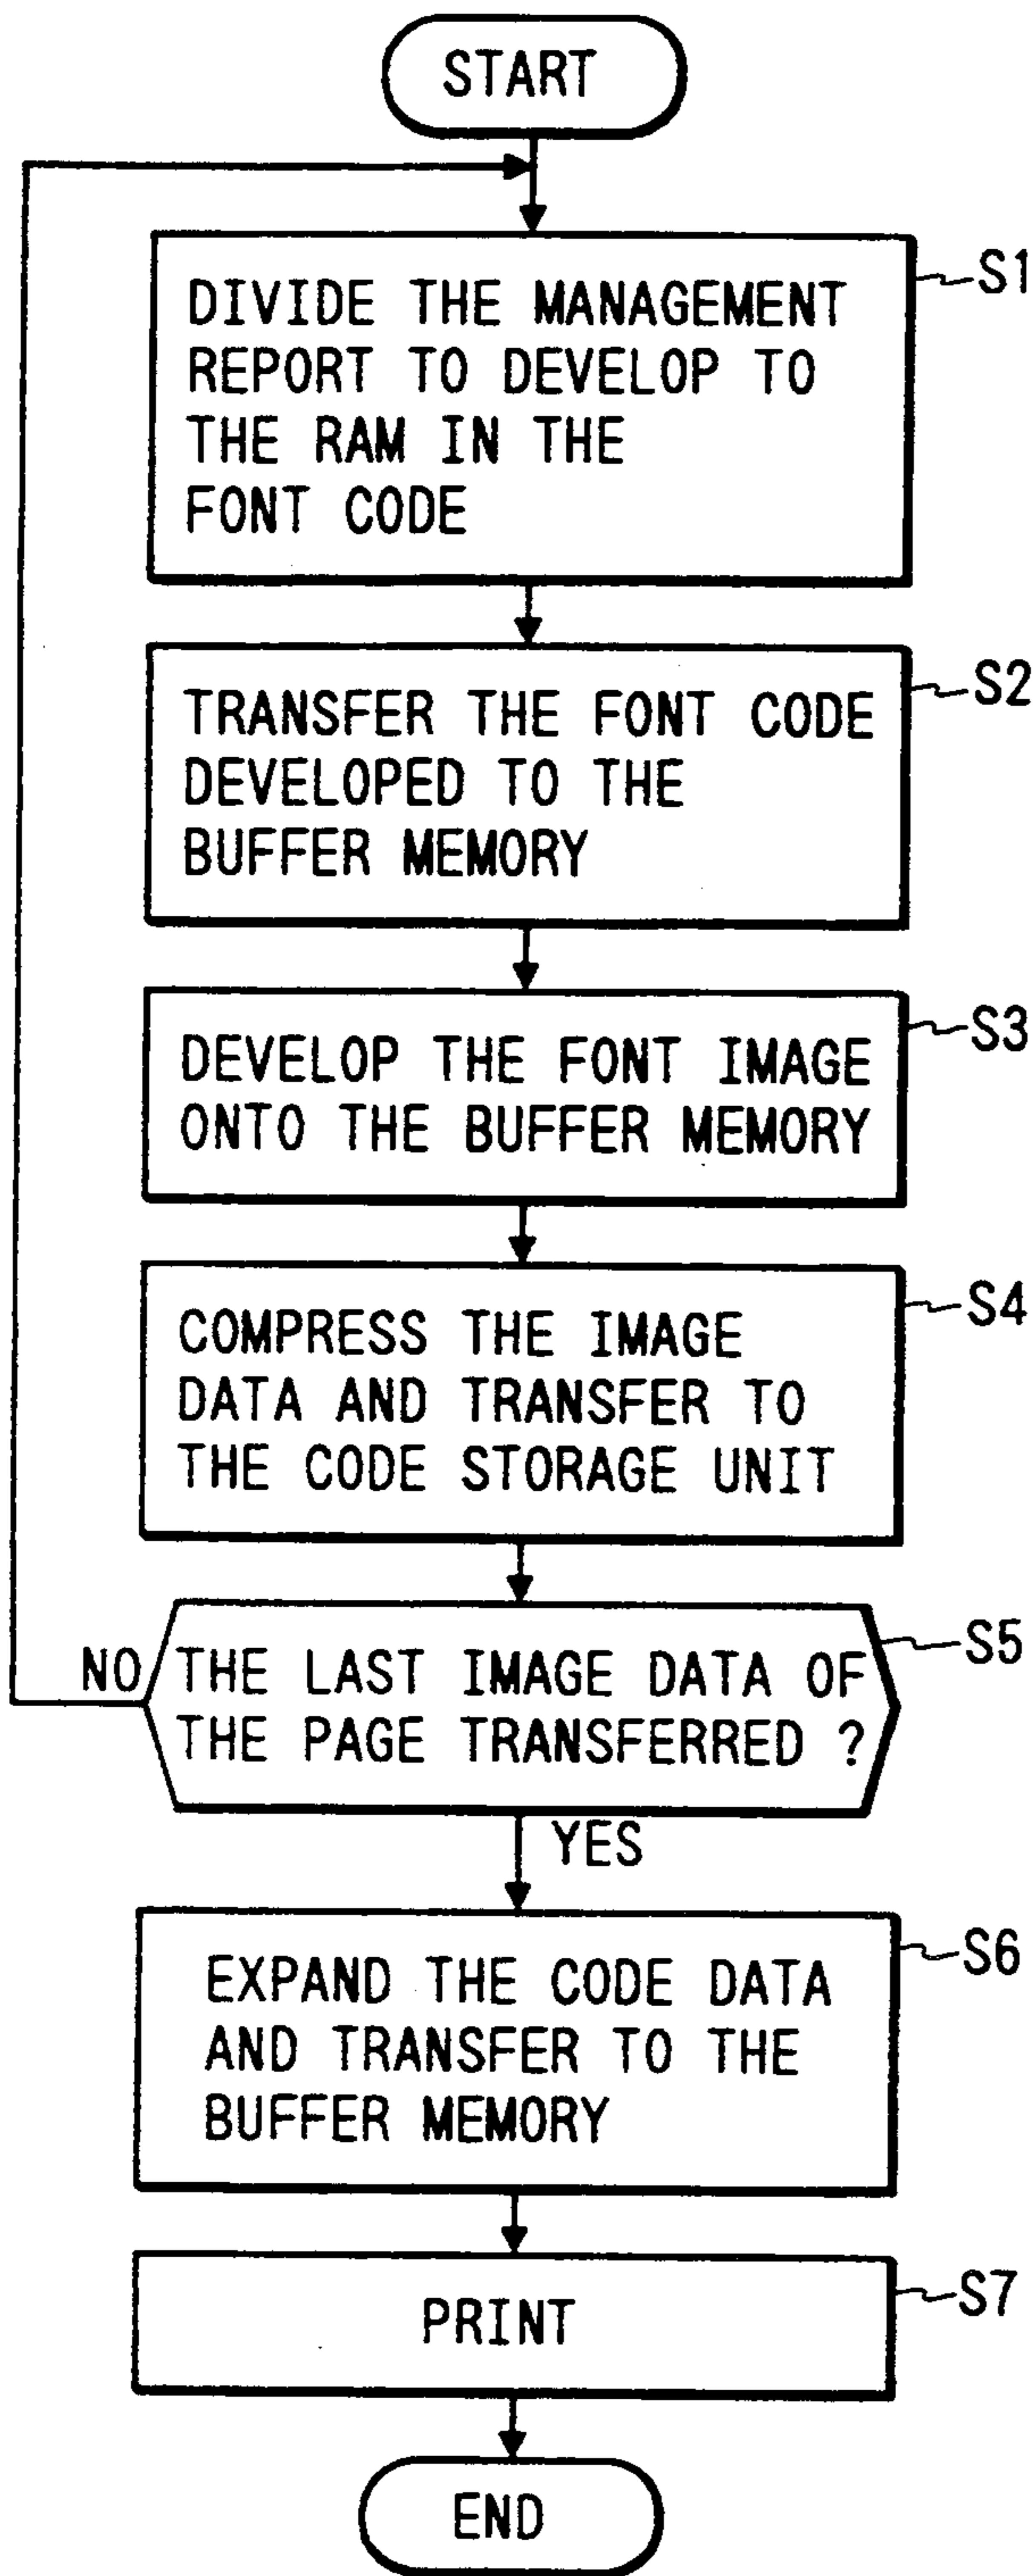 START
DIVIDE THE MANAGEMENT
REPORT TO DEVELOP TO
THE RAM IN THE
FONT CODE
S1
TRANSFER THE FONT CODE
DEVELOPED TO THE
BUFFER MEMORY
S2
DEVELOP THE FONT IMAGE
ONTO THE BUFFER MEMORY
S3
COMPRESS THE IMAGE
DATA AND TRANSFER TO
THE CODE STORAGE UNIT
S4
NO
THE LAST IMAGE DATA OF
THE PAGE TRANSFERRED ?
S5
YES
EXPAND THE CODE DATA
AND TRANSFER TO THE
BUFFER MEMORY
S6
PRINT
S7
END